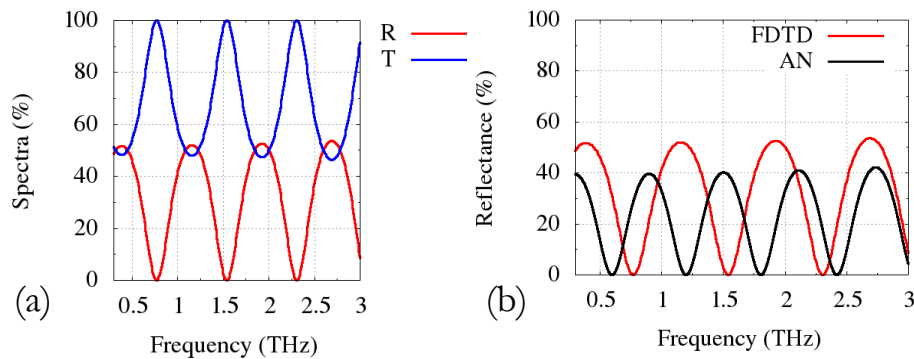 R
T
Spectra (%)
100
80
60
40
20
0
0.5 1 1.5 2 2.5 3
Frequency (THz)
(a)
FDTD
AN
Reflectance (%)
100
80
60
40
20
0
0.5 1 1.5 2 2.5 3
Frequency (THz)
(b)